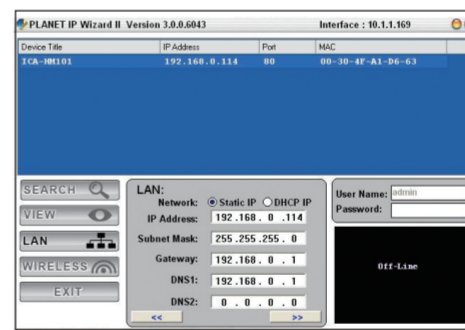 PLANET IP Wizard II Version 3.0.0.6043 Interface : 10.1.1.169
Device Title IP Address Port MAC
ICA-HM101 192.168.0.114 80 00-30-4F-A1-D6-63
SEARCH
VIEW
LAN
WIRELESS
EXIT
LAN:
Network: Static IP DHCP IP
IP Address: 192.168. 0 .114
Subnet Mask: 255.255.255. 0
Gateway: 192.168. 0 . 1
DNS1: 192.168. 0 . 1
DNS2: 0 . 0 . 0 . 0
<< >>
User Name: admin
Password:
Off-Line